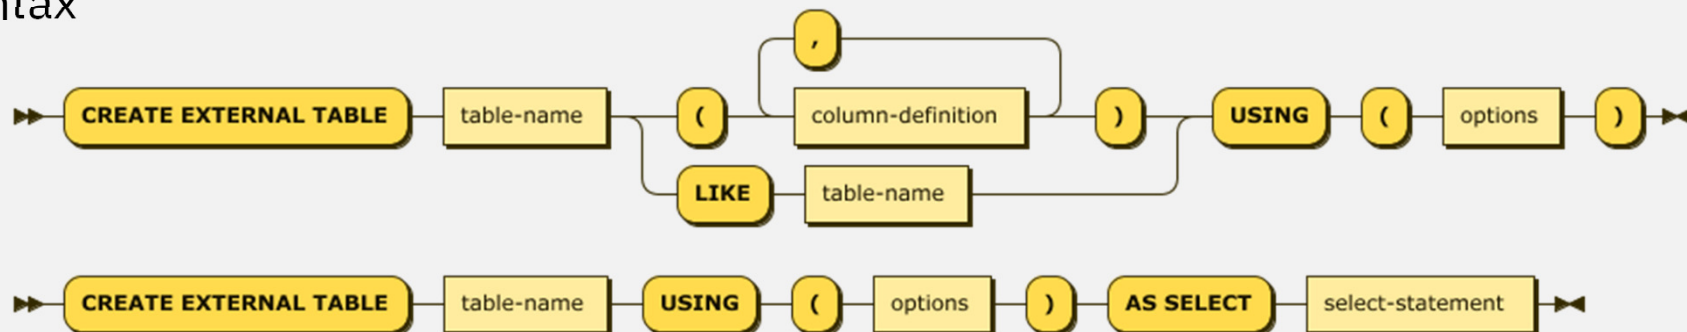 ntax
,
CREATE EXTERNAL TABLE table-name ( column-definition ) USING ( options )
LIKE table-name
CREATE EXTERNAL TABLE table-name USING ( options ) AS SELECT select-statement